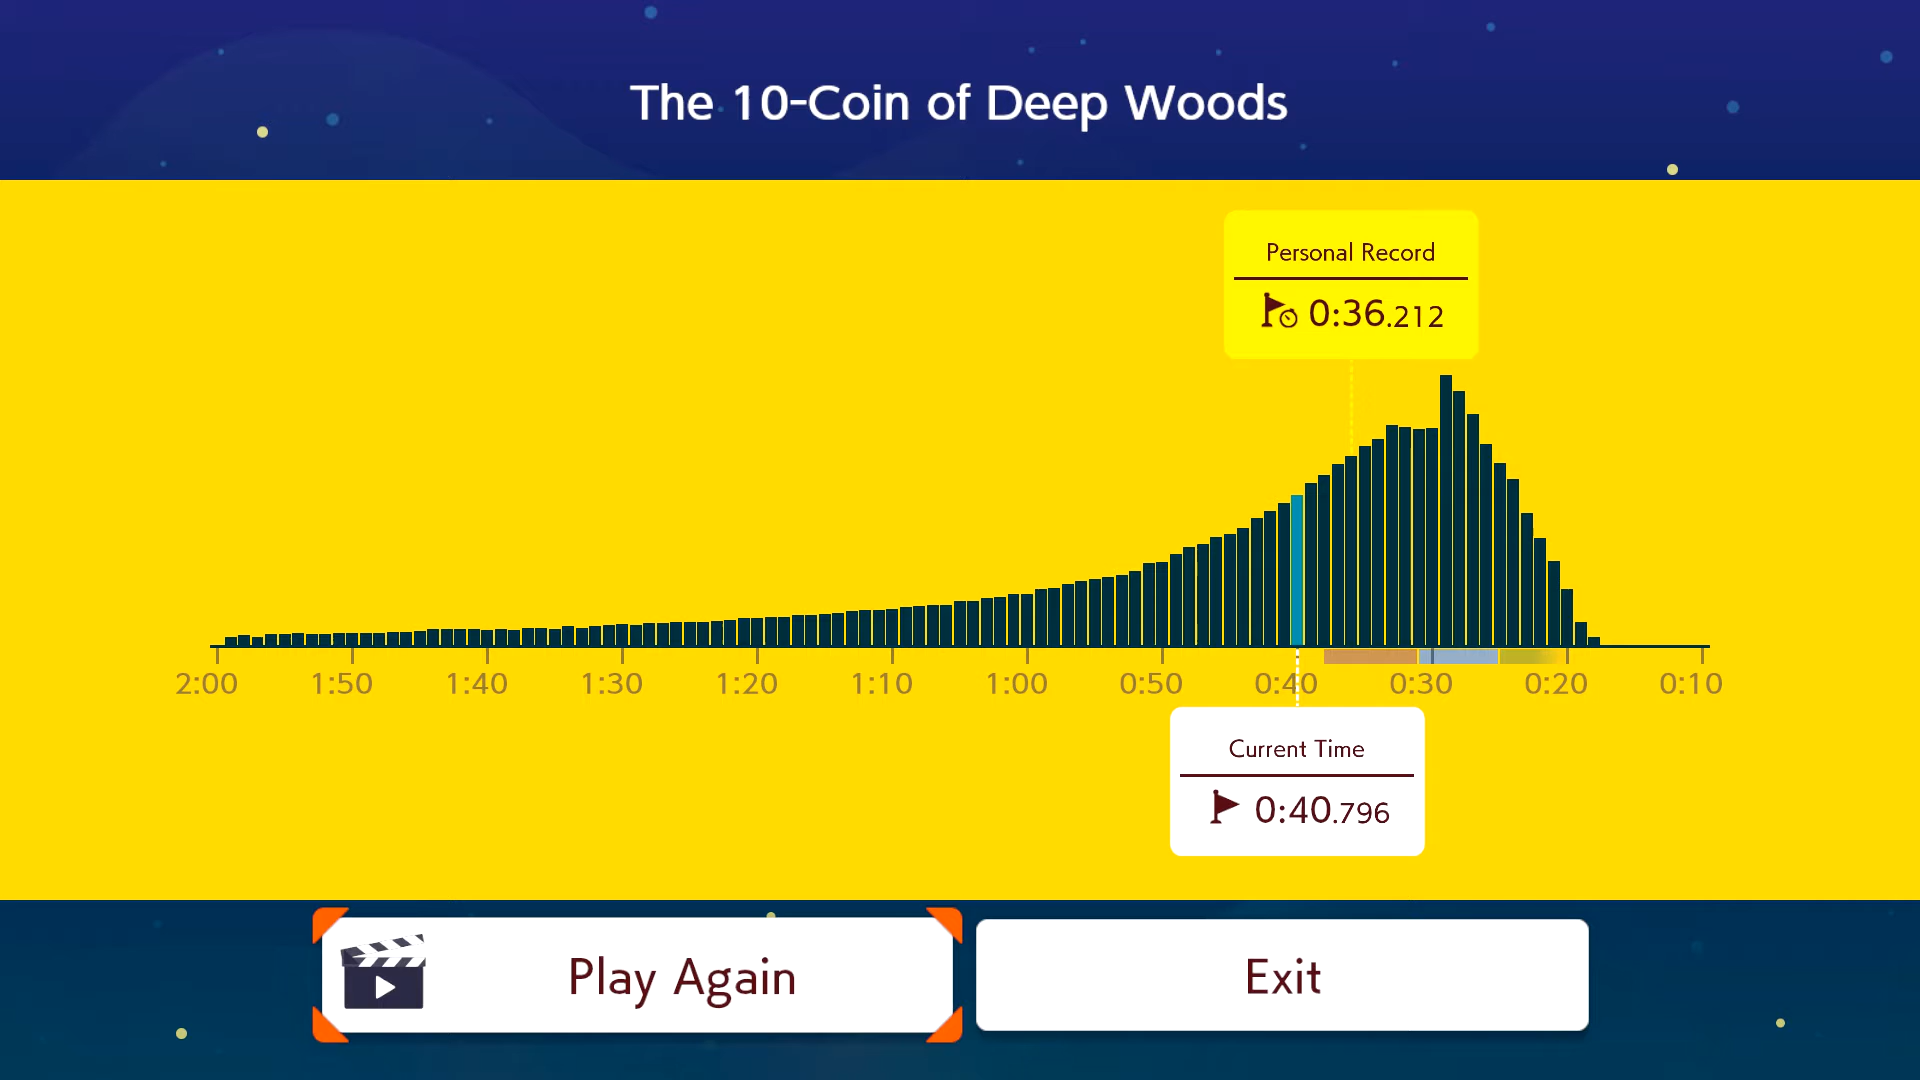 The 10-Coin of Deep Woods
Personal Record
0:36.212
2:00 1:50 1:40 1:30 1:20 1:10 1:00 0:50 0:40 0:30 0:20 0:10
Current Time
0:40.796
Play Again
Exit